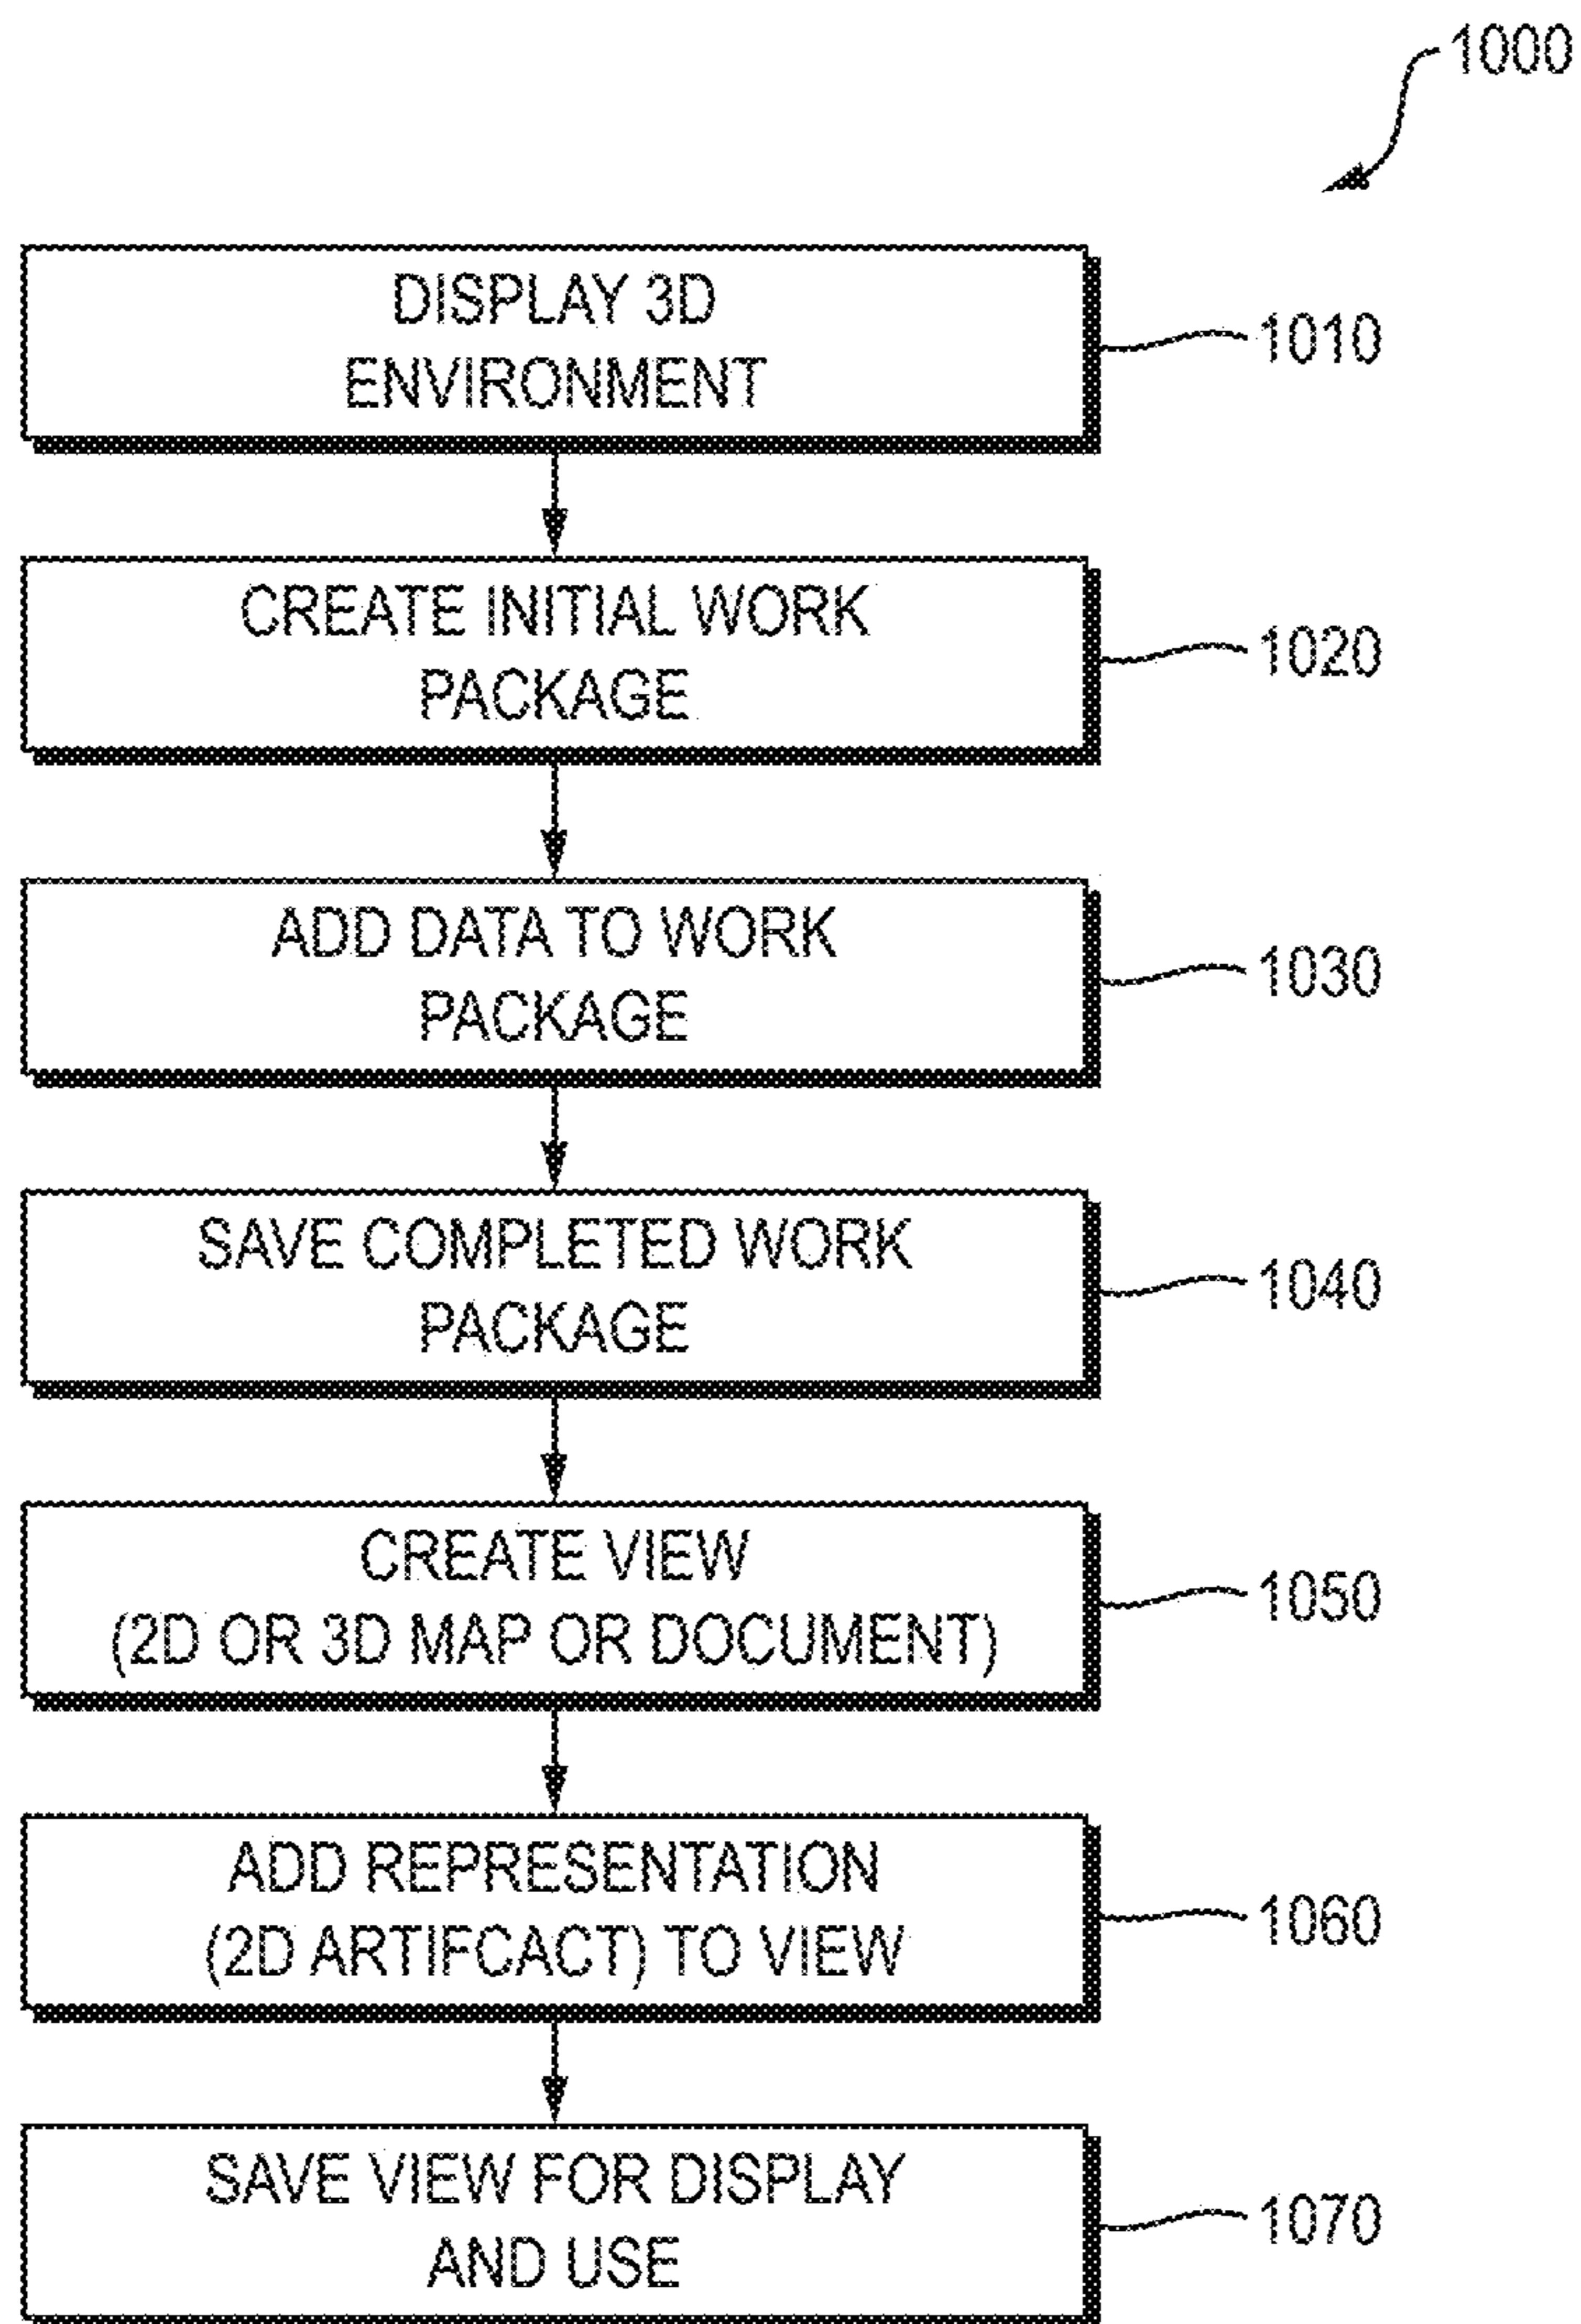 1000
DISPLAY 3D
ENVIRONMENT
1010
CREATE INITIAL WORK
PACKAGE
1020
ADD DATA TO WORK
PACKAGE
1030
SAVE COMPLETED WORK
PACKAGE
1040
CREATE VIEW
(2D OR 3D MAP OR DOCUMENT)
1050
ADD REPRESENTATION
(2D ARTIFCACT) TO VIEW
1060
SAVE VIEW FOR DISPLAY
AND USE
1070